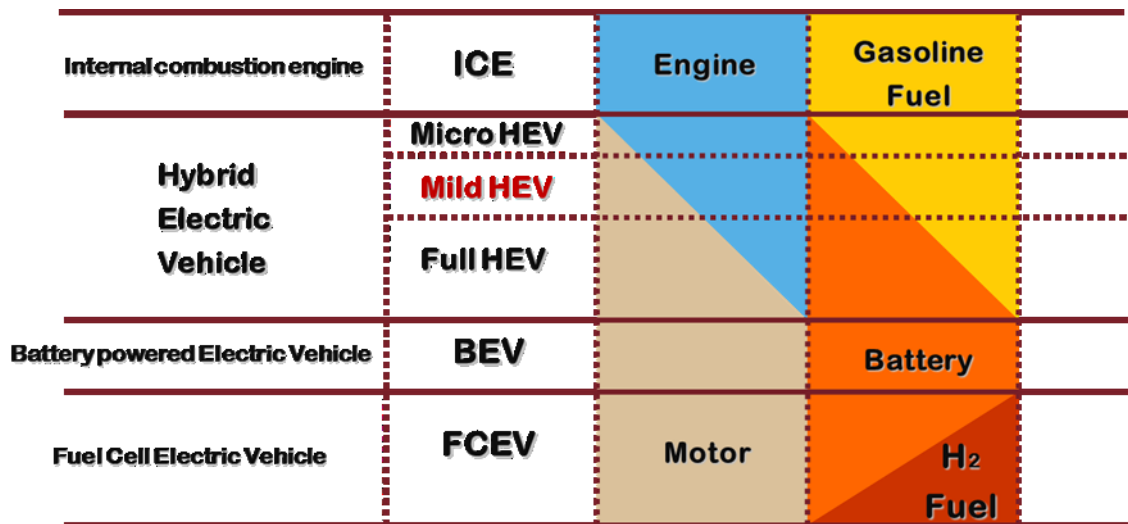 Internal combustion engine
ICE
Engine
Gasoline
Fuel
Hybrid
Electric
Vehicle
Micro HEV
Mild HEV
Full HEV
Battery powered Electric Vehicle
BEV
Battery
Fuel Cell Electric Vehicle
FCEV
Motor
H₂
Fuel